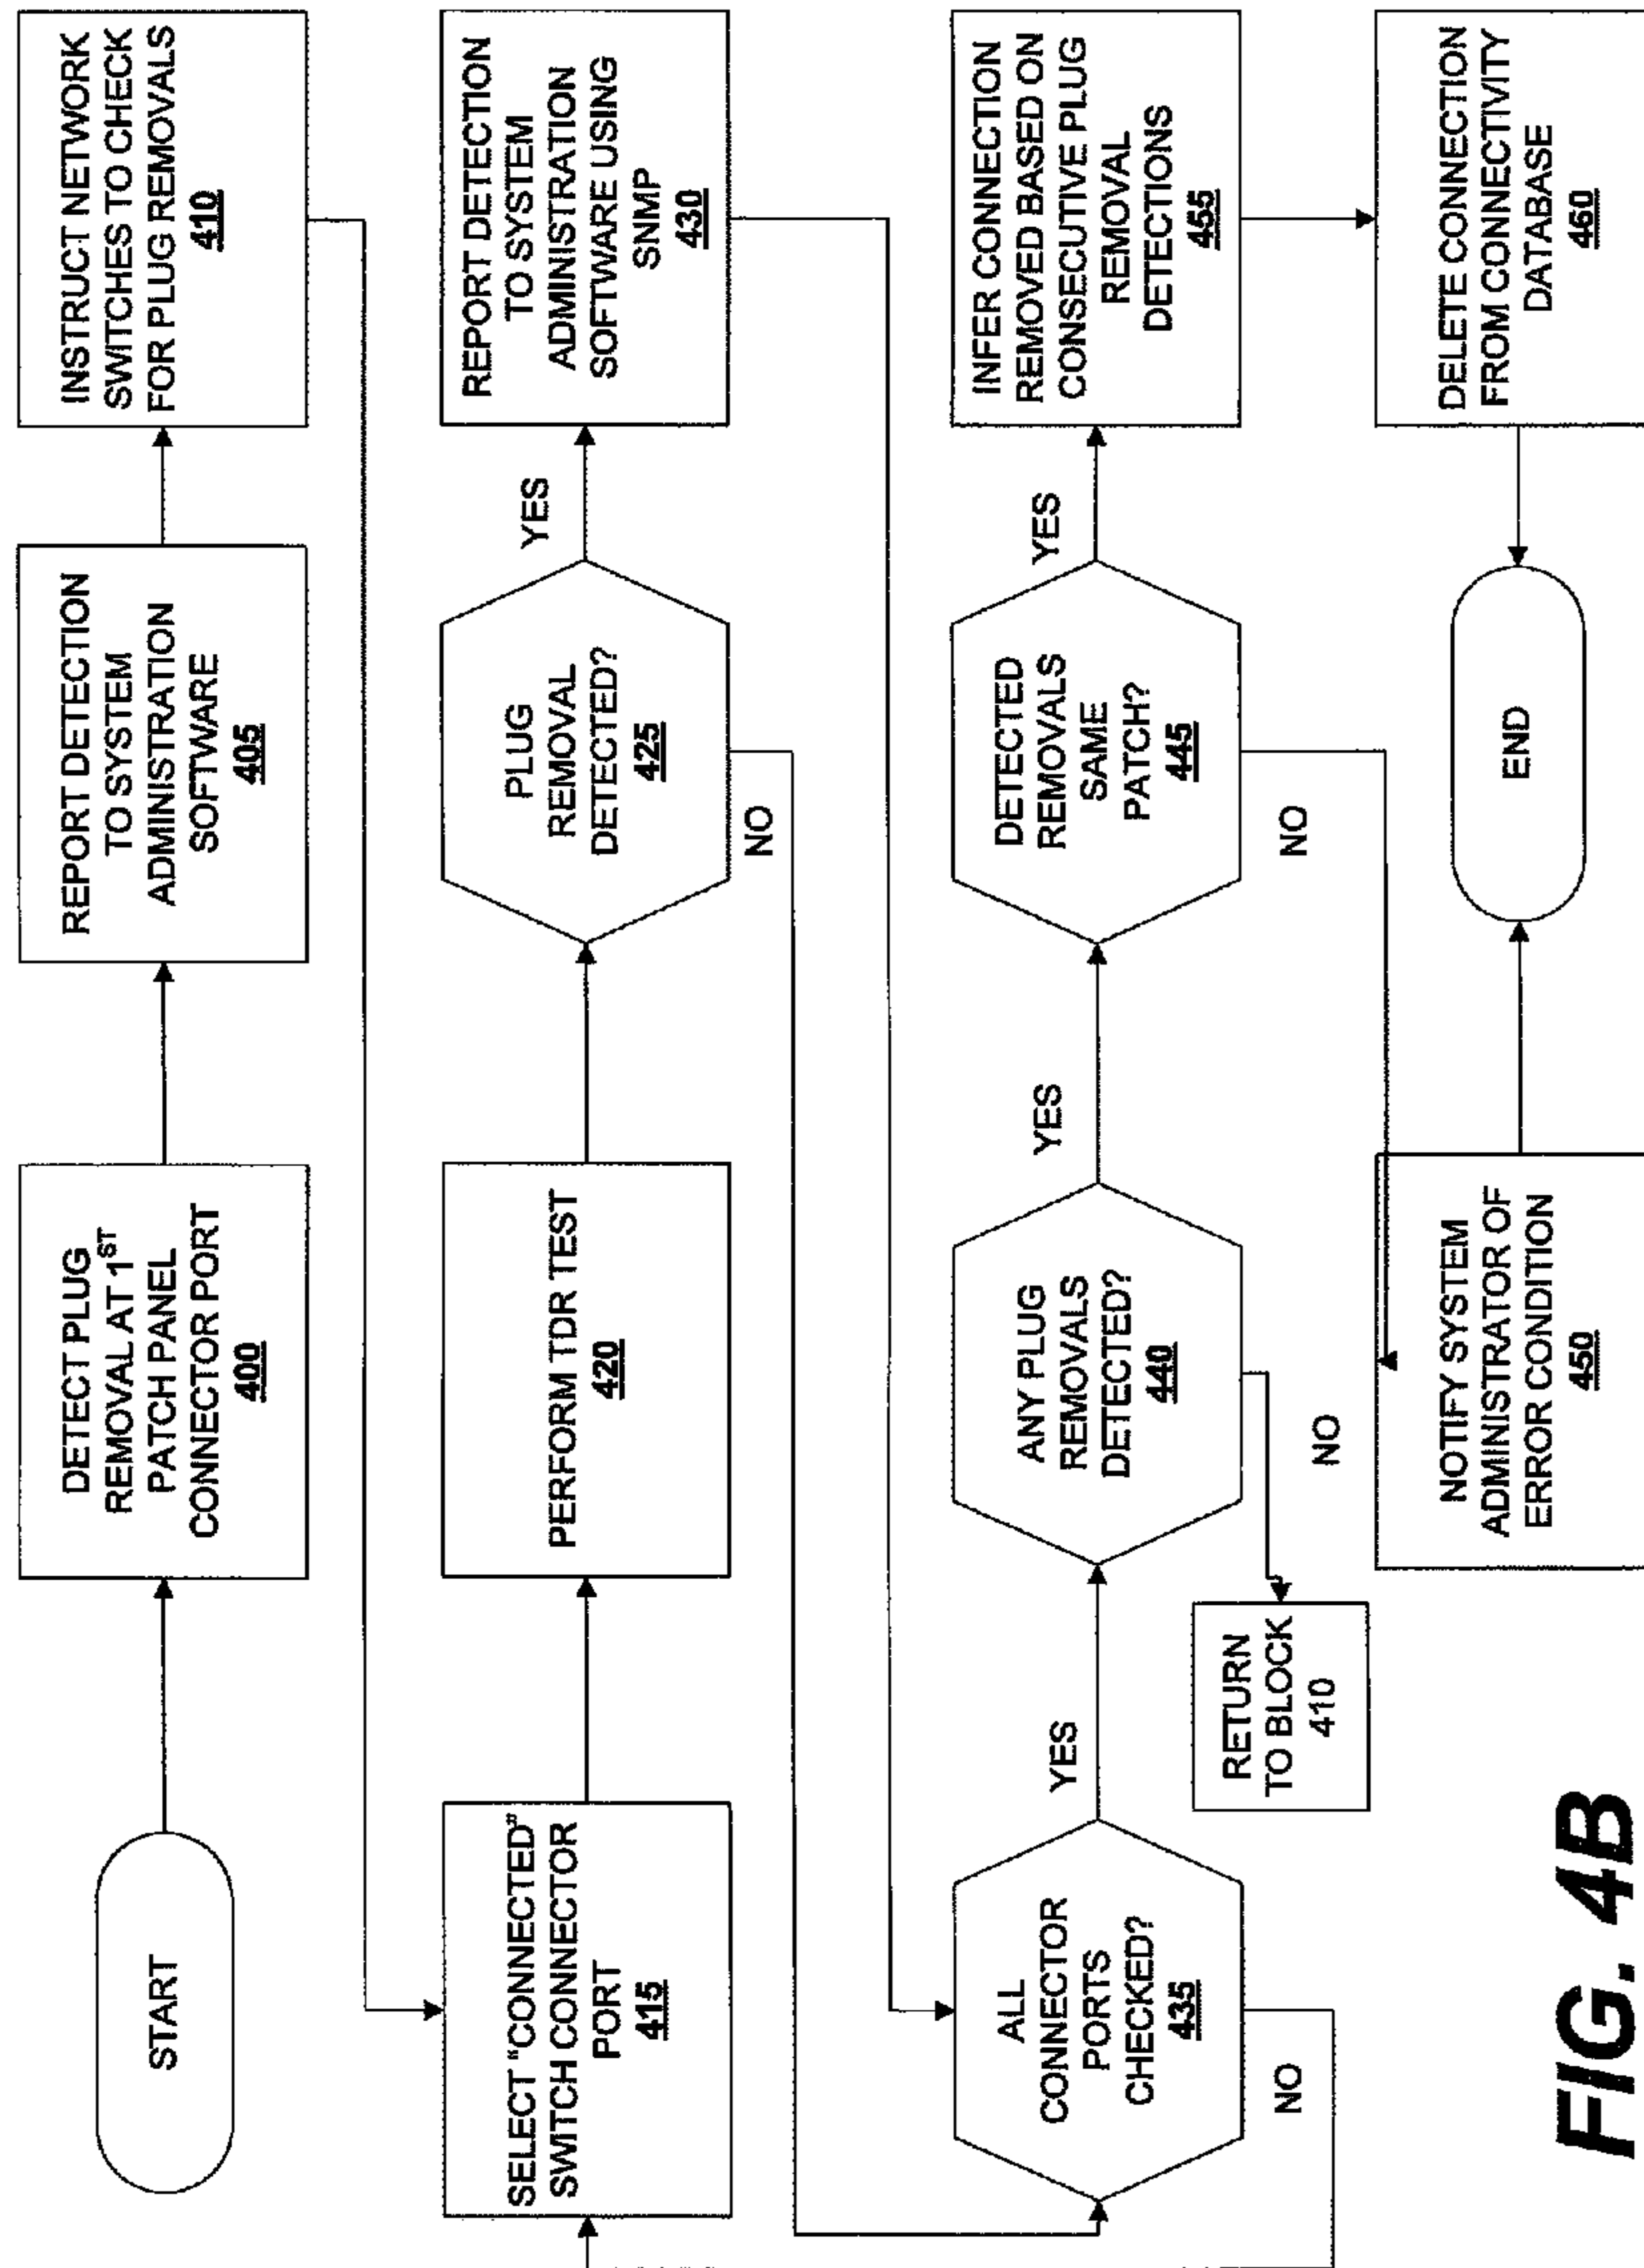 START
DETECT PLUG
REMOVAL AT 1ST
PATCH PANEL
CONNECTOR PORT
400
REPORT DETECTION
TO SYSTEM
ADMINISTRATION
SOFTWARE
405
INSTRUCT NETWORK
SWITCHES TO CHECK
FOR PLUG REMOVALS
410
SELECT "CONNECTED"
SWITCH CONNECTOR
PORT
415
PERFORM TDR TEST
420
PLUG
REMOVAL
DETECTED?
425
YES
NO
REPORT DETECTION
TO SYSTEM
ADMINISTRATION
SOFTWARE USING
SNMP
430
ALL
CONNECTOR
PORTS
CHECKED?
435
YES
NO
ANY PLUG
REMOVALS
DETECTED?
440
YES
NO
RETURN
TO BLOCK
410
DETECTED
REMOVALS
SAME
PATCH?
445
YES
NO
INFER CONNECTION
REMOVED BASED ON
CONSECUTIVE PLUG
REMOVAL
DETECTIONS
455
NOTIFY SYSTEM
ADMINISTRATOR OF
ERROR CONDITION
450
END
DELETE CONNECTION
FROM CONNECTIVITY
DATABASE
460
FIG. 4B